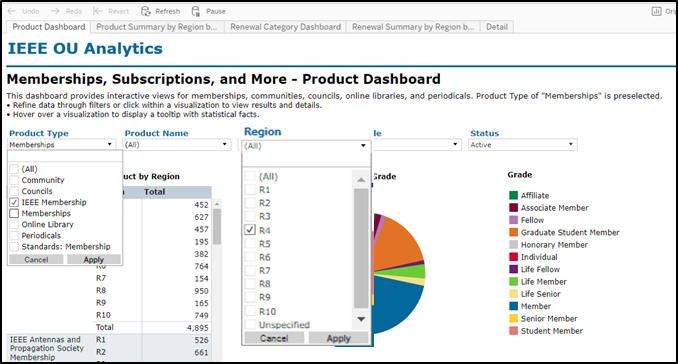 Undo Redo Revert Refresh Pause
Product Dashboard Product Summary by Region b... Renewal Category Dashboard Renewal Summary by Region b... Detail
IEEE OU Analytics
Memberships, Subscriptions, and More - Product Dashboard
This dashboard provides interactive views for memberships, communities, councils, online libraries, and periodicals. Product Type of "Memberships" is preselected.
• Refine data through filters or click within a visualization to view results and details.
• Hover over a visualization to display a tooltip with statistical facts.
Product Type Product Name Region Status
Memberships (All) (All) Active
(All)
Community
Councils
IEEE Membership
Memberships
Online Library
Periodicals
Standards: Membership
Cancel Apply
by Region
Total
452
627
457
195
382
R6 764
R7 154
R8 950
R9 165
R10 749
Total 4,895
IEEE Antennas and R1 526
Propagation Society R2 661
Membership
(All)
R1
R2
R3
R4
R5
R6
R7
R8
R9
R10
Unspecified
Cancel Apply
Grade
Grade
Affiliate
Associate Member
Fellow
Graduate Student Member
Honorary Member
Individual
Life Fellow
Life Member
Life Senior
Member
Senior Member
Student Member